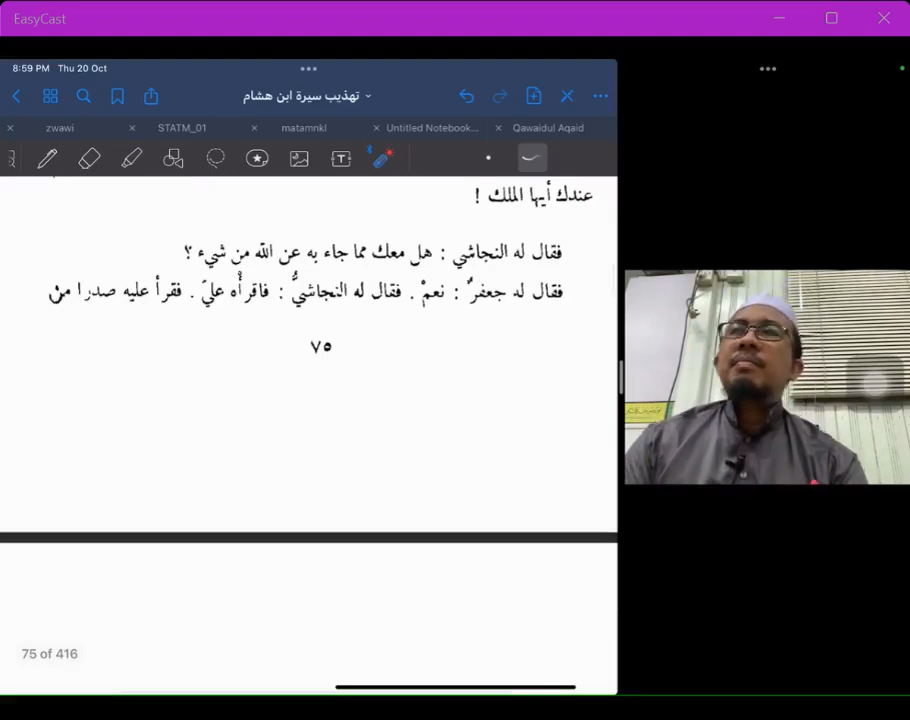 EasyCast
8:59 PM Thu 20 Oct
تهذيب سيرة ابن هشام
zwawi
STATM_01
matamnkl
Untitled Notebook...
Qawaidul Aqaid
عندك أيها الملك !
فقال له النجاشي : هل معك مما جاء به عن الله من شيء ؟
فقال له جعفرٌ : نعمْ . فقال له النجاشيُّ : فاقرأْه عليّ . فقرأ عليه صدرا من
٧٥
75 of 416